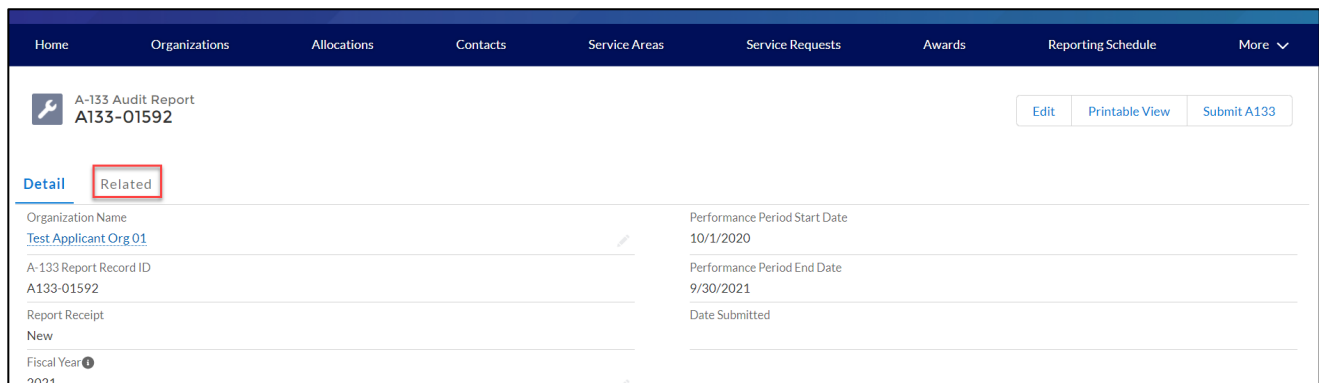 Home Organizations Allocations Contacts Service Areas Service Requests Awards Reporting Schedule More
A-133 Audit Report
A133-01592
Edit Printable View Submit A133
Detail Related
Organization Name
Test Applicant Org 01
Performance Period Start Date
10/1/2020
A-133 Report Record ID
A133-01592
Performance Period End Date
9/30/2021
Report Receipt
New
Date Submitted
Fiscal Year
2021